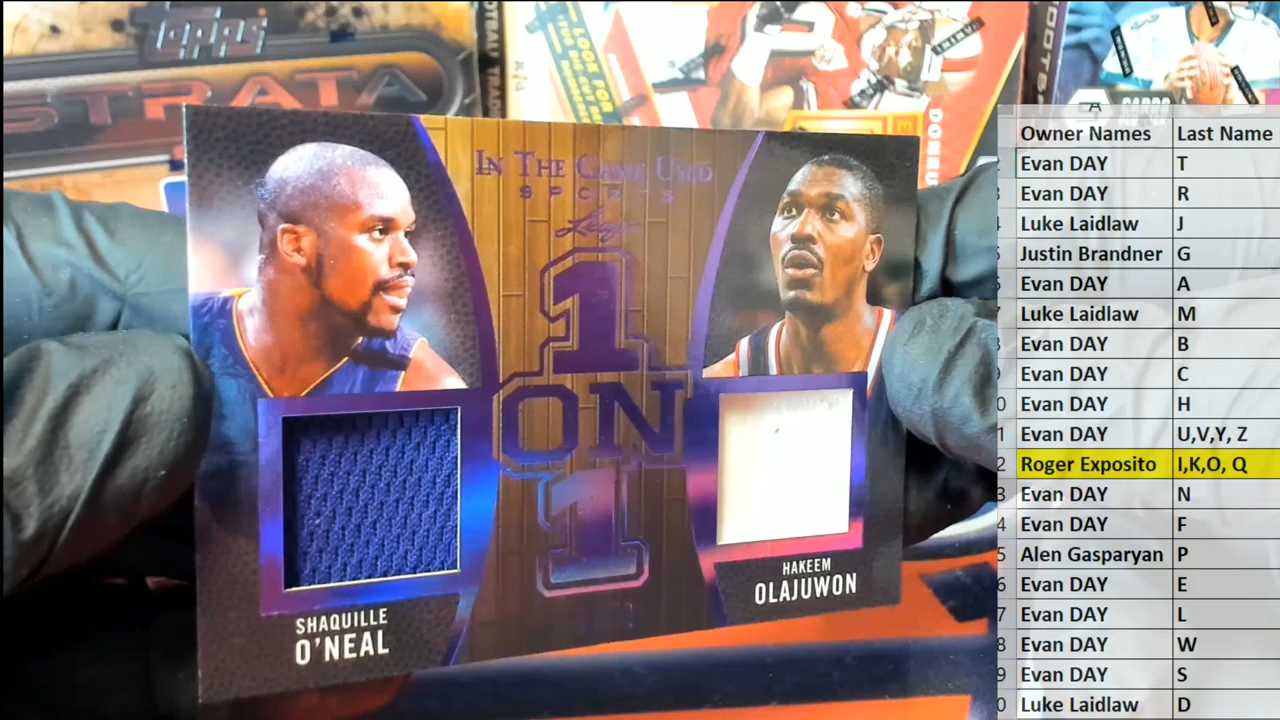 topps
STRATA
LOOK FOR
DONRU
IN THE GAME USED
SPORTS
Leaf
1
ON
1
SHAQUILLE
O'NEAL
HAKEEM
OLAJUWON
Owner Names Last Name
Evan DAY T
Evan DAY R
Luke Laidlaw J
Justin Brandner G
Evan DAY A
Luke Laidlaw M
Evan DAY B
Evan DAY C
Evan DAY H
Evan DAY U,V,Y, Z
Roger Exposito I,K,O, Q
Evan DAY N
Evan DAY F
Alen Gasparyan P
Evan DAY E
Evan DAY L
Evan DAY W
Evan DAY S
Luke Laidlaw D